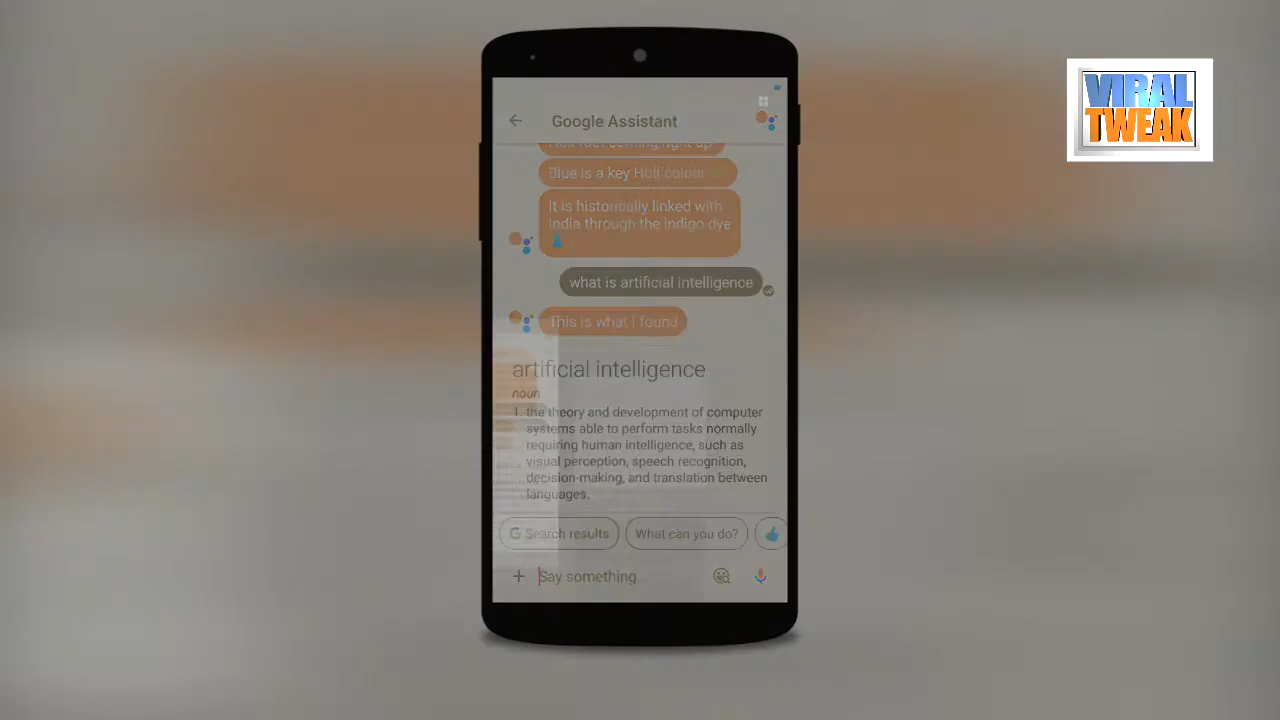 VIRAL
TWEAK
Google Assistant
Blue is a key Holi colour
It is historically linked with
India through the indigo dye
what is artificial intelligence
This is what I found
artificial intelligence
noun
1. the theory and development of computer
systems able to perform tasks normally
requiring human intelligence, such as
visual perception, speech recognition,
decision-making, and translation between
languages.
G Search results
What can you do?
Say something...